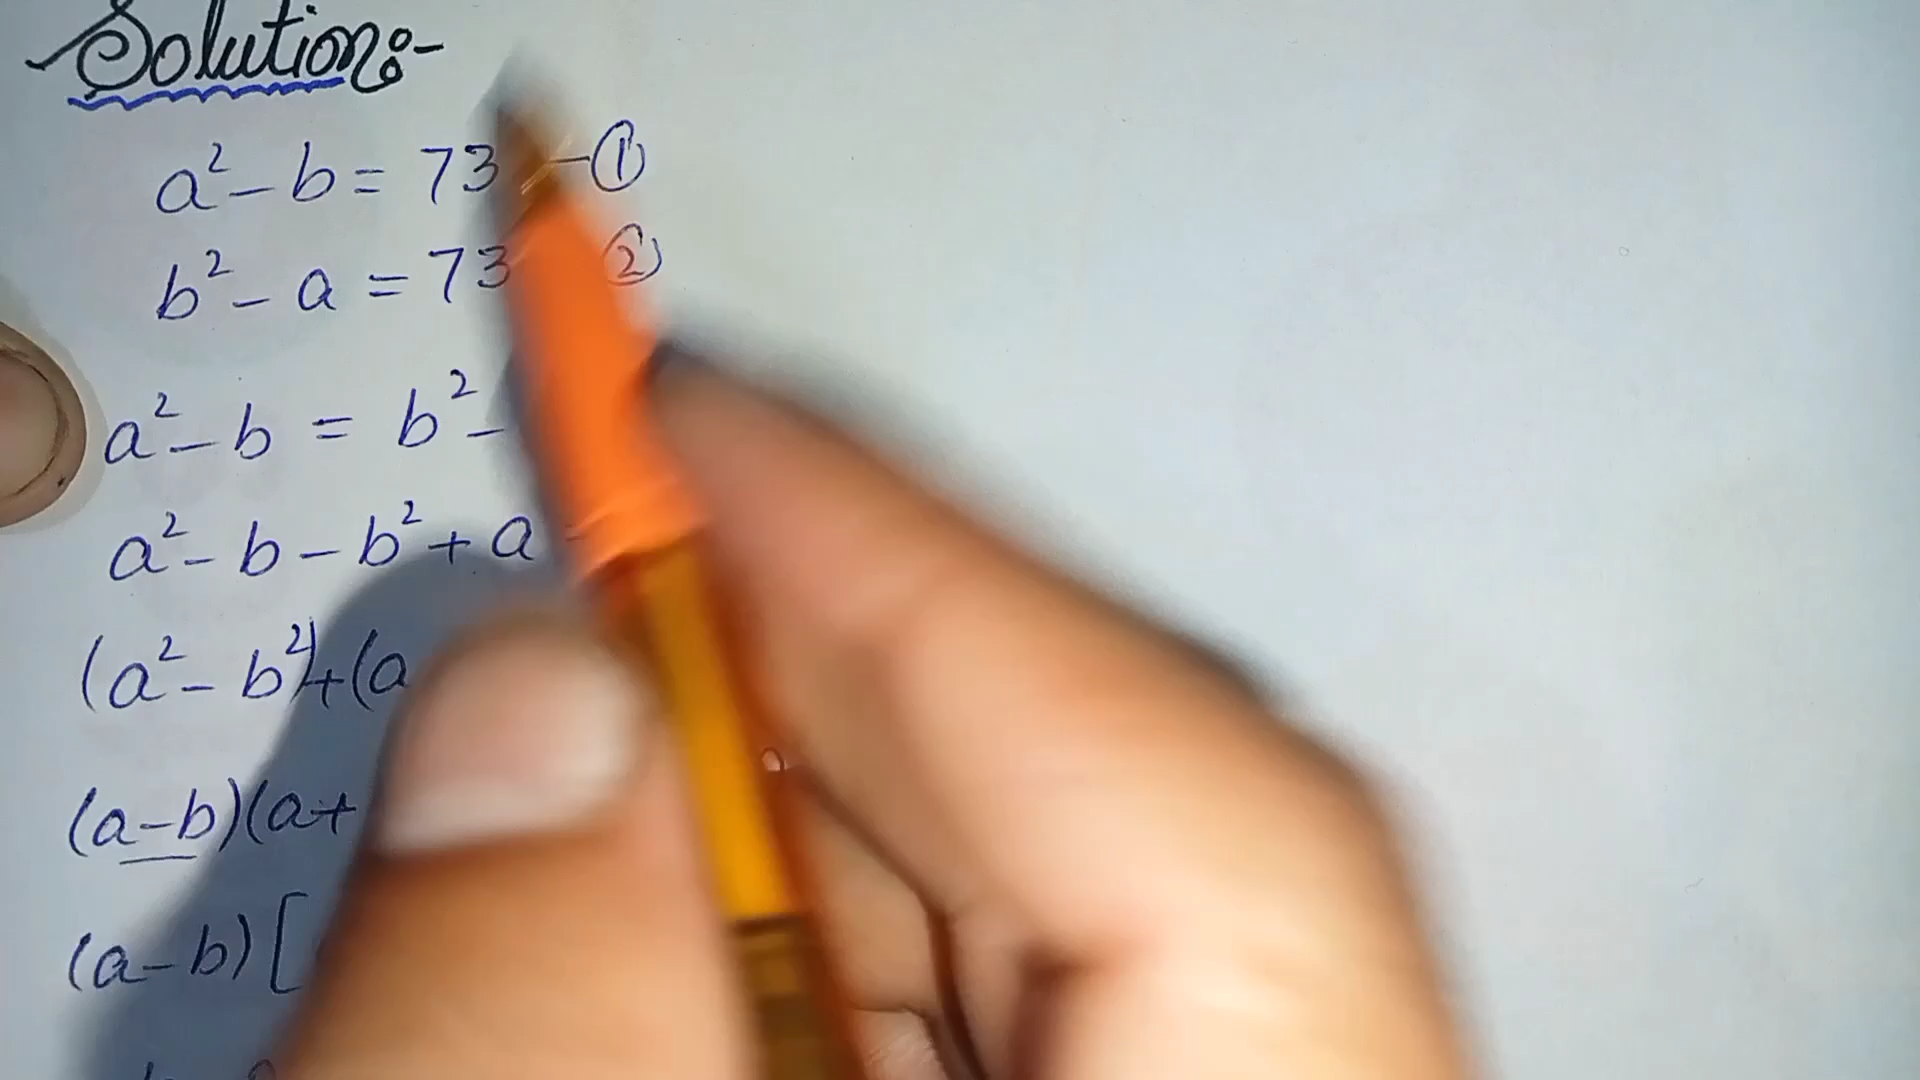 Solution:-
a² - b = 73 - ①
b² - a = 73 ②
a² - b = b² -
a² - b - b² + a
(a² - b²) + (a
(a - b)(a +
(a - b) [